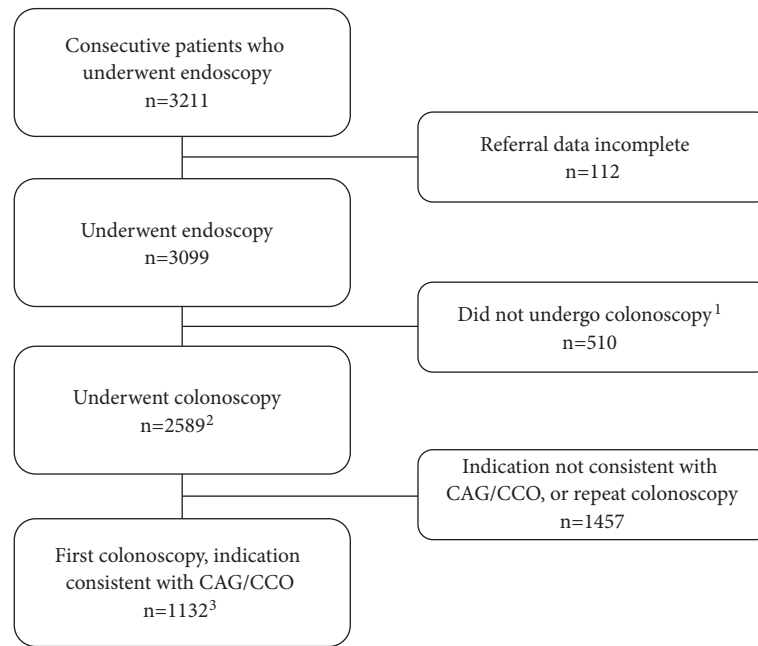 Consecutive patients who
underwent endoscopy
n=3211
Referral data incomplete
n=112
Underwent endoscopy
n=3099
Did not undergo colonoscopy¹
n=510
Underwent colonoscopy
n=2589²
Indication not consistent with
CAG/CCO, or repeat colonoscopy
n=1457
First colonoscopy, indication
consistent with CAG/CCO
n=1132³